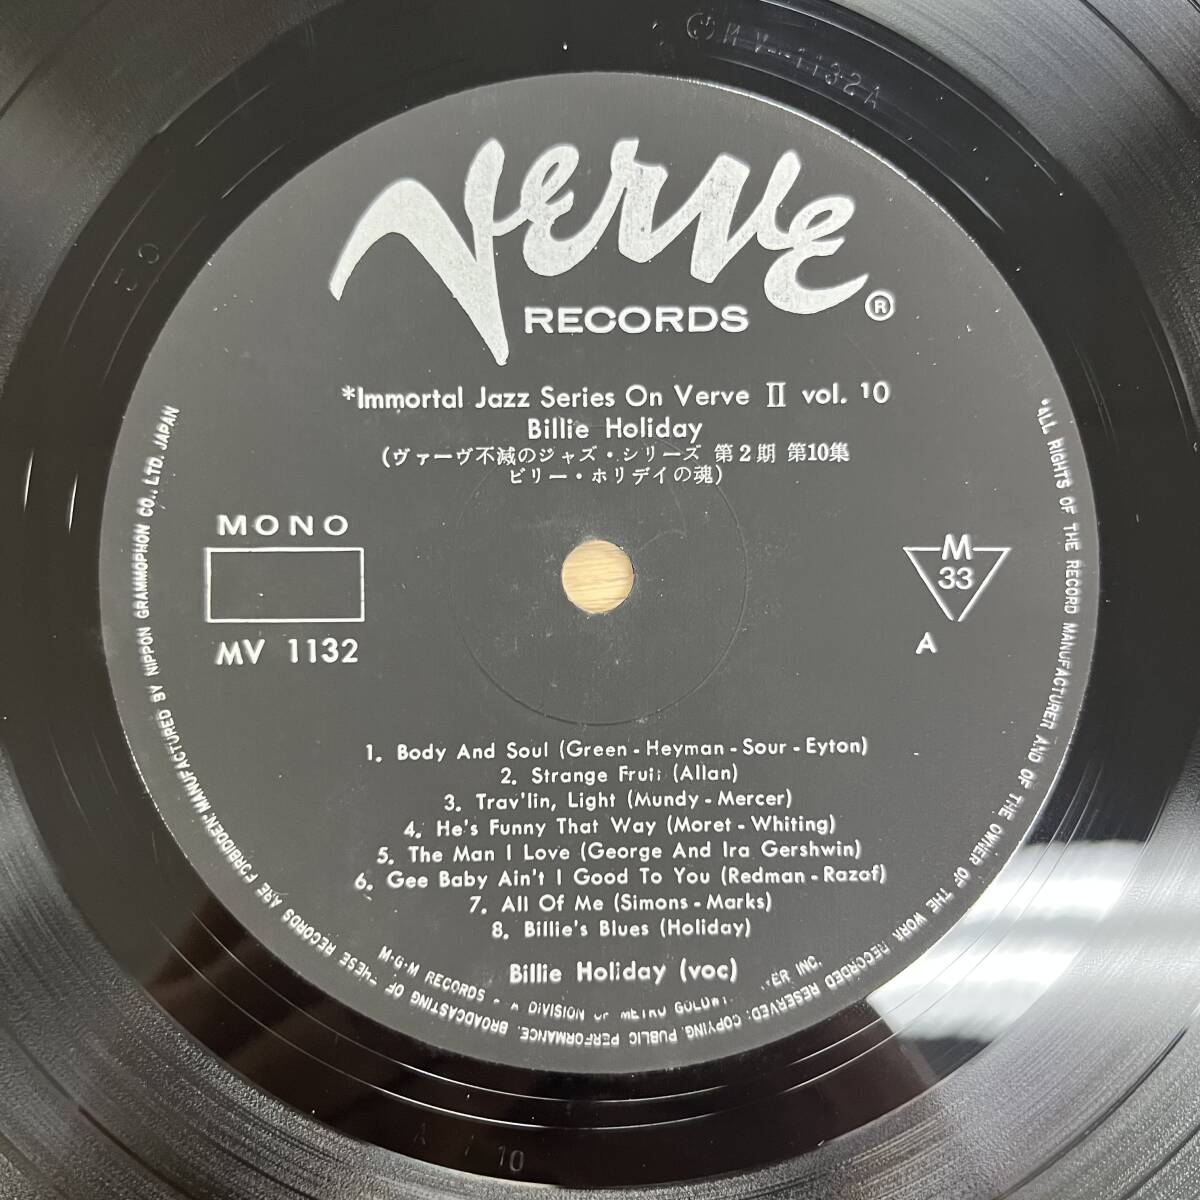 MV-1132A
Verve
RECORDS ®
*Immortal Jazz Series On Verve II vol. 10
Billie Holiday
(ヴァーヴ不滅のジャズ・シリーズ 第2期 第10集
ビリー・ホリデイの魂)
MONO
MV 1132
M
33
A
1. Body And Soul (Green - Heyman - Sour - Eyton)
2. Strange Fruit (Allan)
3. Trav'lin, Light (Mundy - Mercer)
4. He's Funny That Way (Moret - Whiting)
5. The Man I Love (George And Ira Gershwin)
6. Gee Baby Ain't I Good To You (Redman - Razaf)
7. All Of Me (Simons - Marks)
8. Billie's Blues (Holiday)
Billie Holiday (voc)
M·G·M RECORDS - A DIVISION OF METRO GOLDWYN MAYER INC.
*ALL RIGHTS OF THE RECORD MANUFACTURER AND OF THE OWNER OF THE WORK RECORDED RESERVED; COPYING, PUBLIC PERFORMANCE, BROADCASTING OF THESE RECORDS ARE FORBIDDEN* MANUFACTURED BY NIPPON GRAMMOPHON CO., LTD. JAPAN
A 1 10